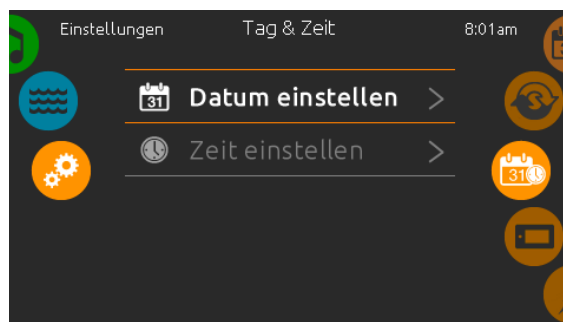 Einstellungen Tag & Zeit 8:01am
31 Datum einstellen
Zeit einstellen
31